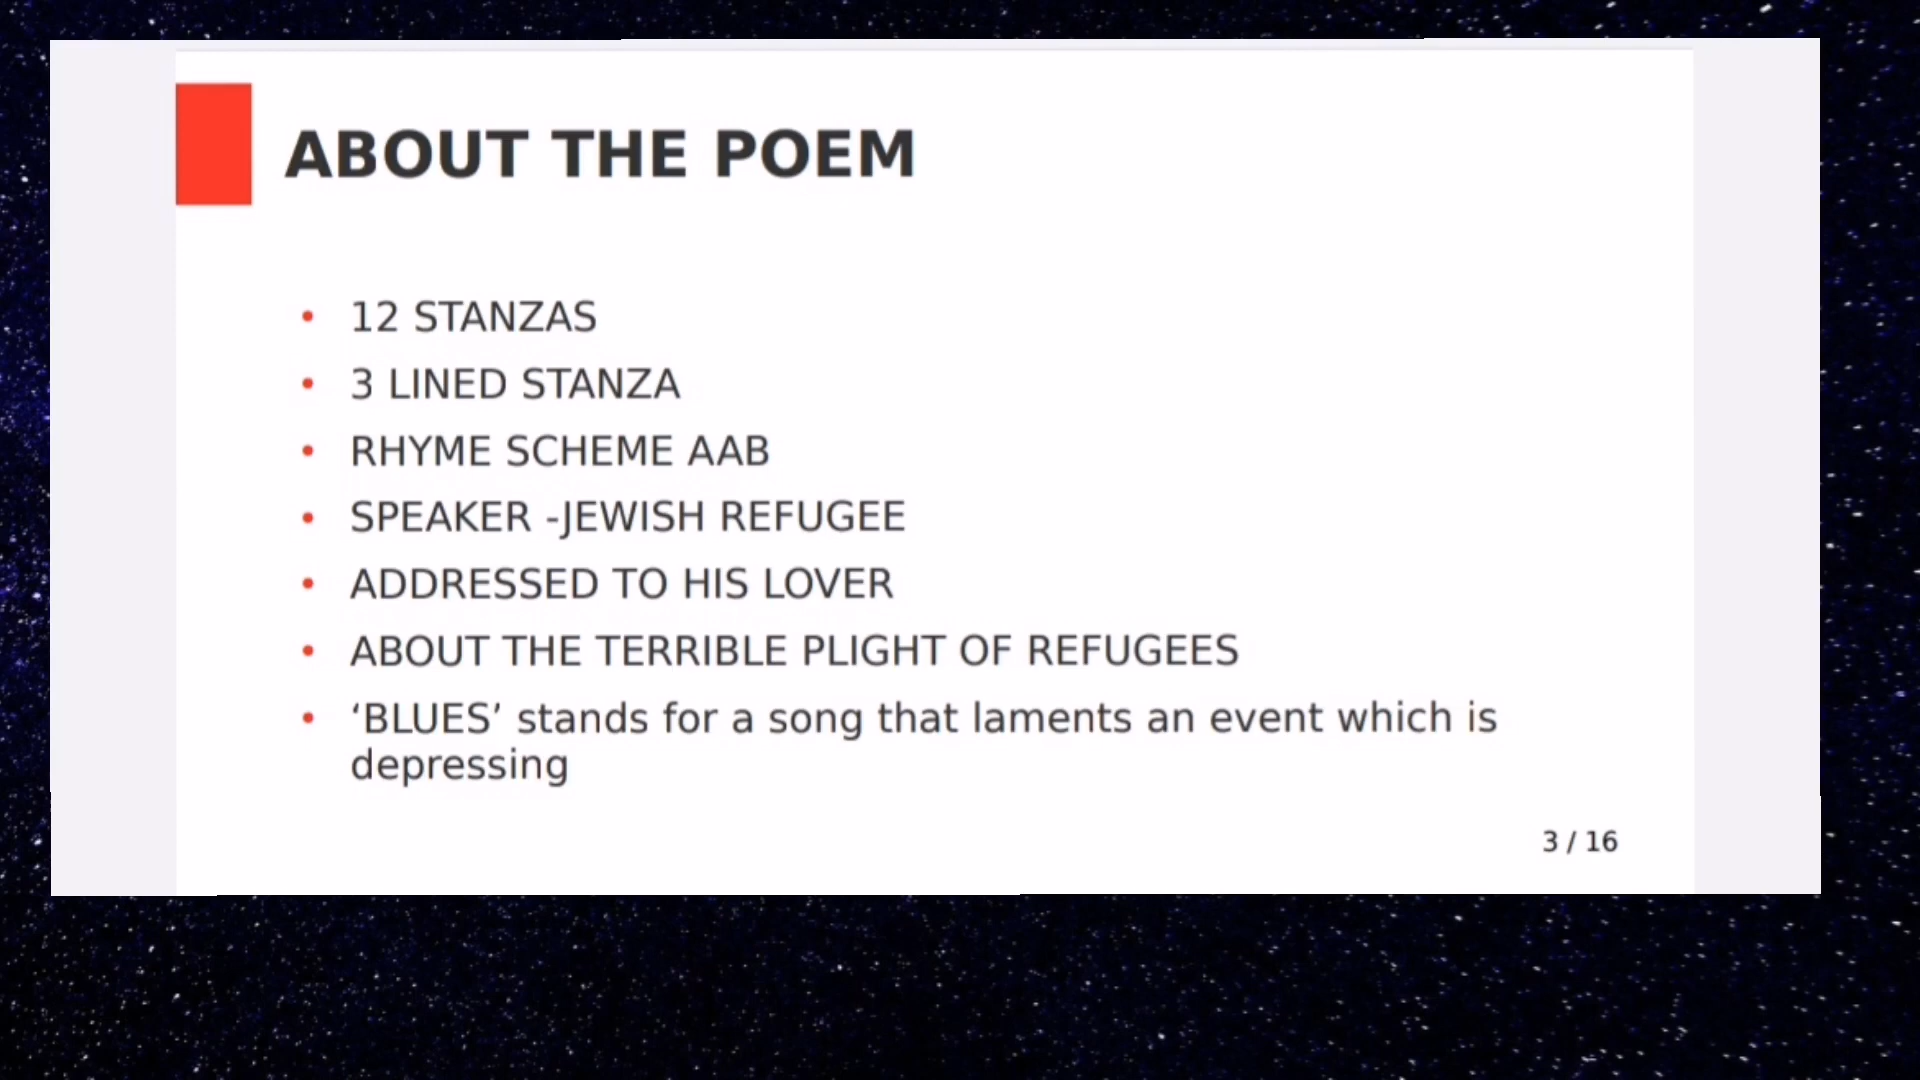 ABOUT THE POEM
• 12 STANZAS
• 3 LINED STANZA
• RHYME SCHEME AAB
• SPEAKER -JEWISH REFUGEE
• ADDRESSED TO HIS LOVER
• ABOUT THE TERRIBLE PLIGHT OF REFUGEES
• ‘BLUES’ stands for a song that laments an event which is
depressing
3 / 16